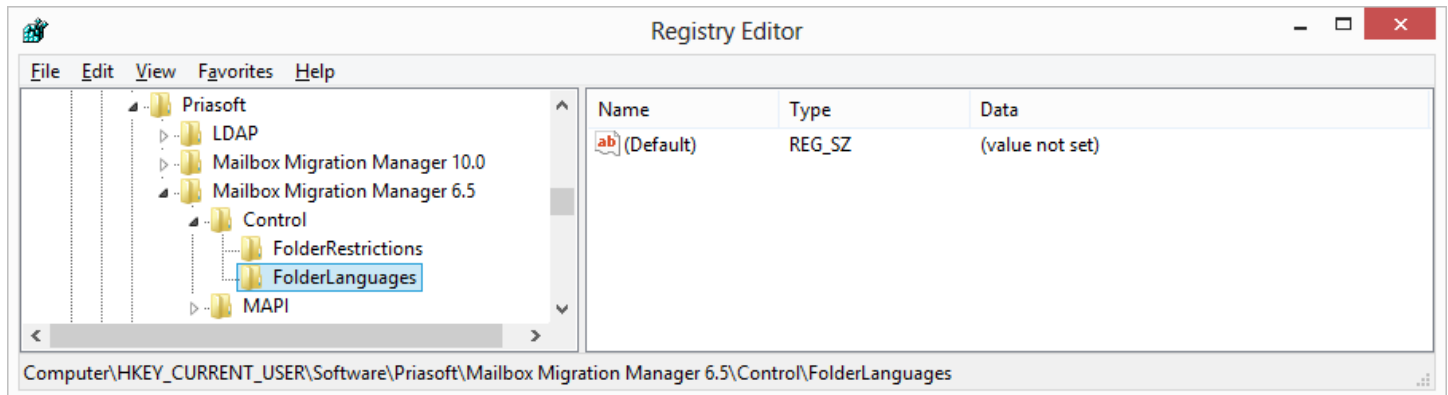 Registry Editor
File Edit View Favorites Help
Priasoft
LDAP
Mailbox Migration Manager 10.0
Mailbox Migration Manager 6.5
Control
FolderRestrictions
FolderLanguages
MAPI
Name Type Data
ab (Default) REG_SZ (value not set)
Computer\HKEY_CURRENT_USER\Software\Priasoft\Mailbox Migration Manager 6.5\Control\FolderLanguages